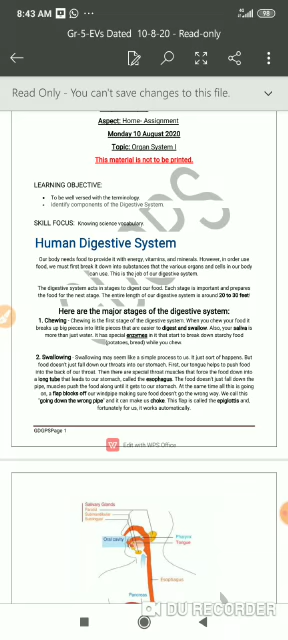 8:43 AM
98
Gr-5-EVs Dated 10-8-20 - Read-only
Read Only - You can't save changes to this file.
Aspect: Home- Assignment
Monday 10 August 2020
Topic: Organ System I
This material is not to be printed.
LEARNING OBJECTIVE:
• To be well versed with the terminology.
• Identify components of the Digestive System.
SKILL FOCUS: Knowing science vocabulary.
Human Digestive System
Our body needs food to provide it with energy, vitamins, and minerals. However, in order use
food, we must first break it down into substances that the various organs and cells in our body
can use. This is the job of our digestive system.
The digestive system acts in stages to digest our food. Each stage is important and prepares
the food for the next stage. The entire length of our digestive system is around 20 to 30 feet!
Here are the major stages of the digestive system:
1. Chewing - Chewing is the first stage of the digestive system. When you chew your food it
breaks up big pieces into little pieces that are easier to digest and swallow. Also, your saliva is
more than just water. It has special enzymes in it that start to break down starchy food
(potatoes, bread) while you chew.
2. Swallowing - Swallowing may seem like a simple process to us. It just sort of happens. But
food doesn't just fall down our throats into our stomach. First, our tongue helps to push food
into the back of our throat. Then there are special throat muscles that force the food down into
a long tube that leads to our stomach, called the esophagus. The food doesn't just fall down the
pipe, muscles push the food along until it gets to our stomach. At the same time all this is going
on, a flap blocks off our windpipe making sure food doesn't go the wrong way. We call this
"going down the wrong pipe" and it can make us choke. This flap is called the epiglottis and,
fortunately for us, it works automatically.
GDGPSPage 1
W Edit with WPS Office
Salivary Glands
Parotid
Submandibular
Sublingual
Oral cavity
Pharynx
Tongue
Esophagus
Pancreas
DU RECORDER